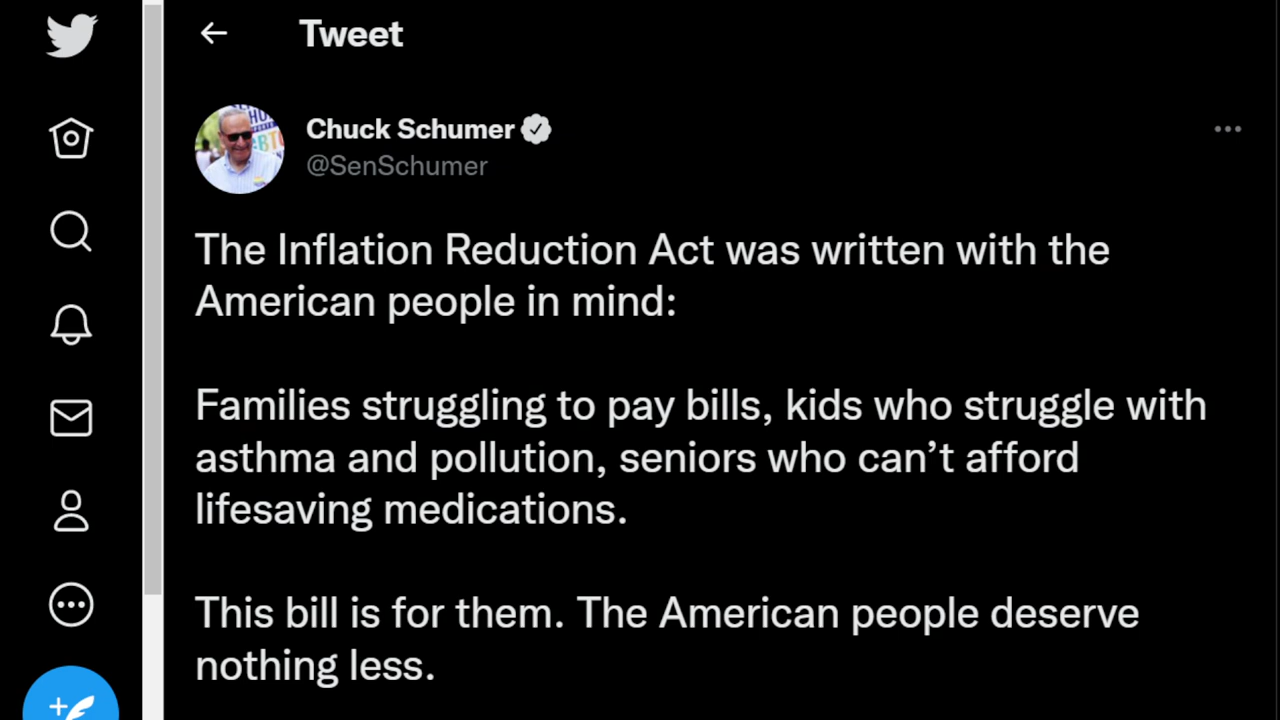 Tweet
Chuck Schumer
@SenSchumer
The Inflation Reduction Act was written with the
American people in mind:
Families struggling to pay bills, kids who struggle with
asthma and pollution, seniors who can’t afford
lifesaving medications.
This bill is for them. The American people deserve
nothing less.